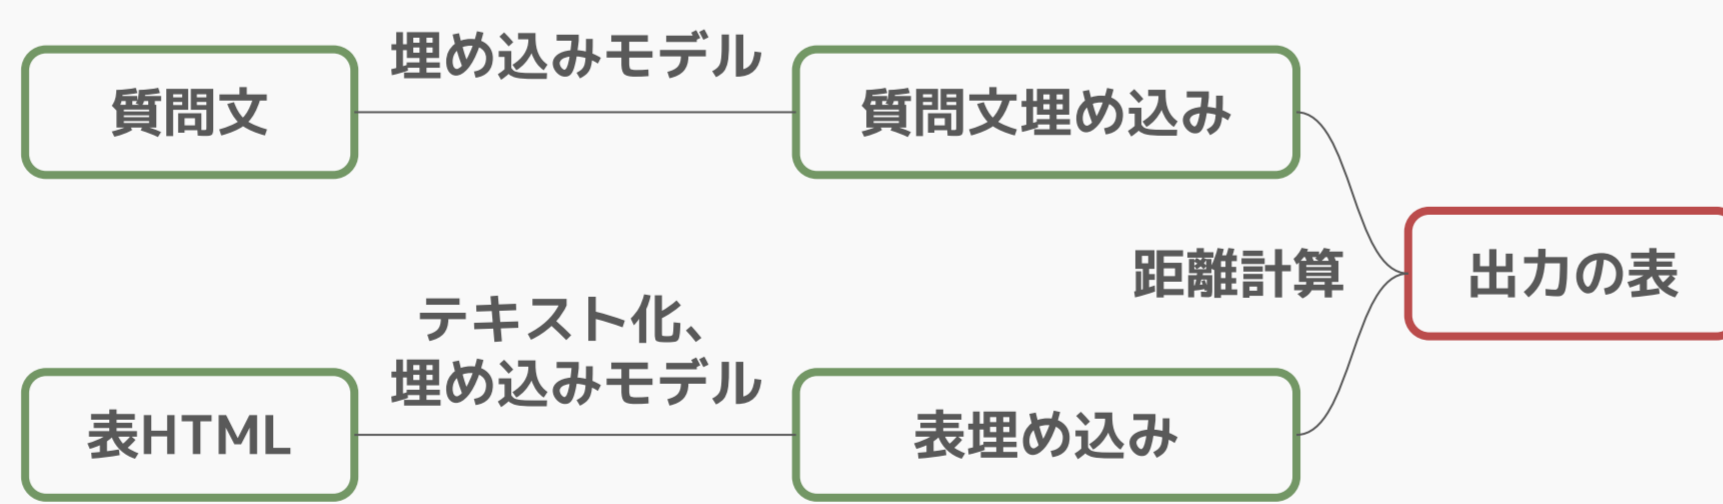 埋め込みモデル
質問文
質問文埋め込み
距離計算
出力の表
テキスト化、
埋め込みモデル
表HTML
表埋め込み